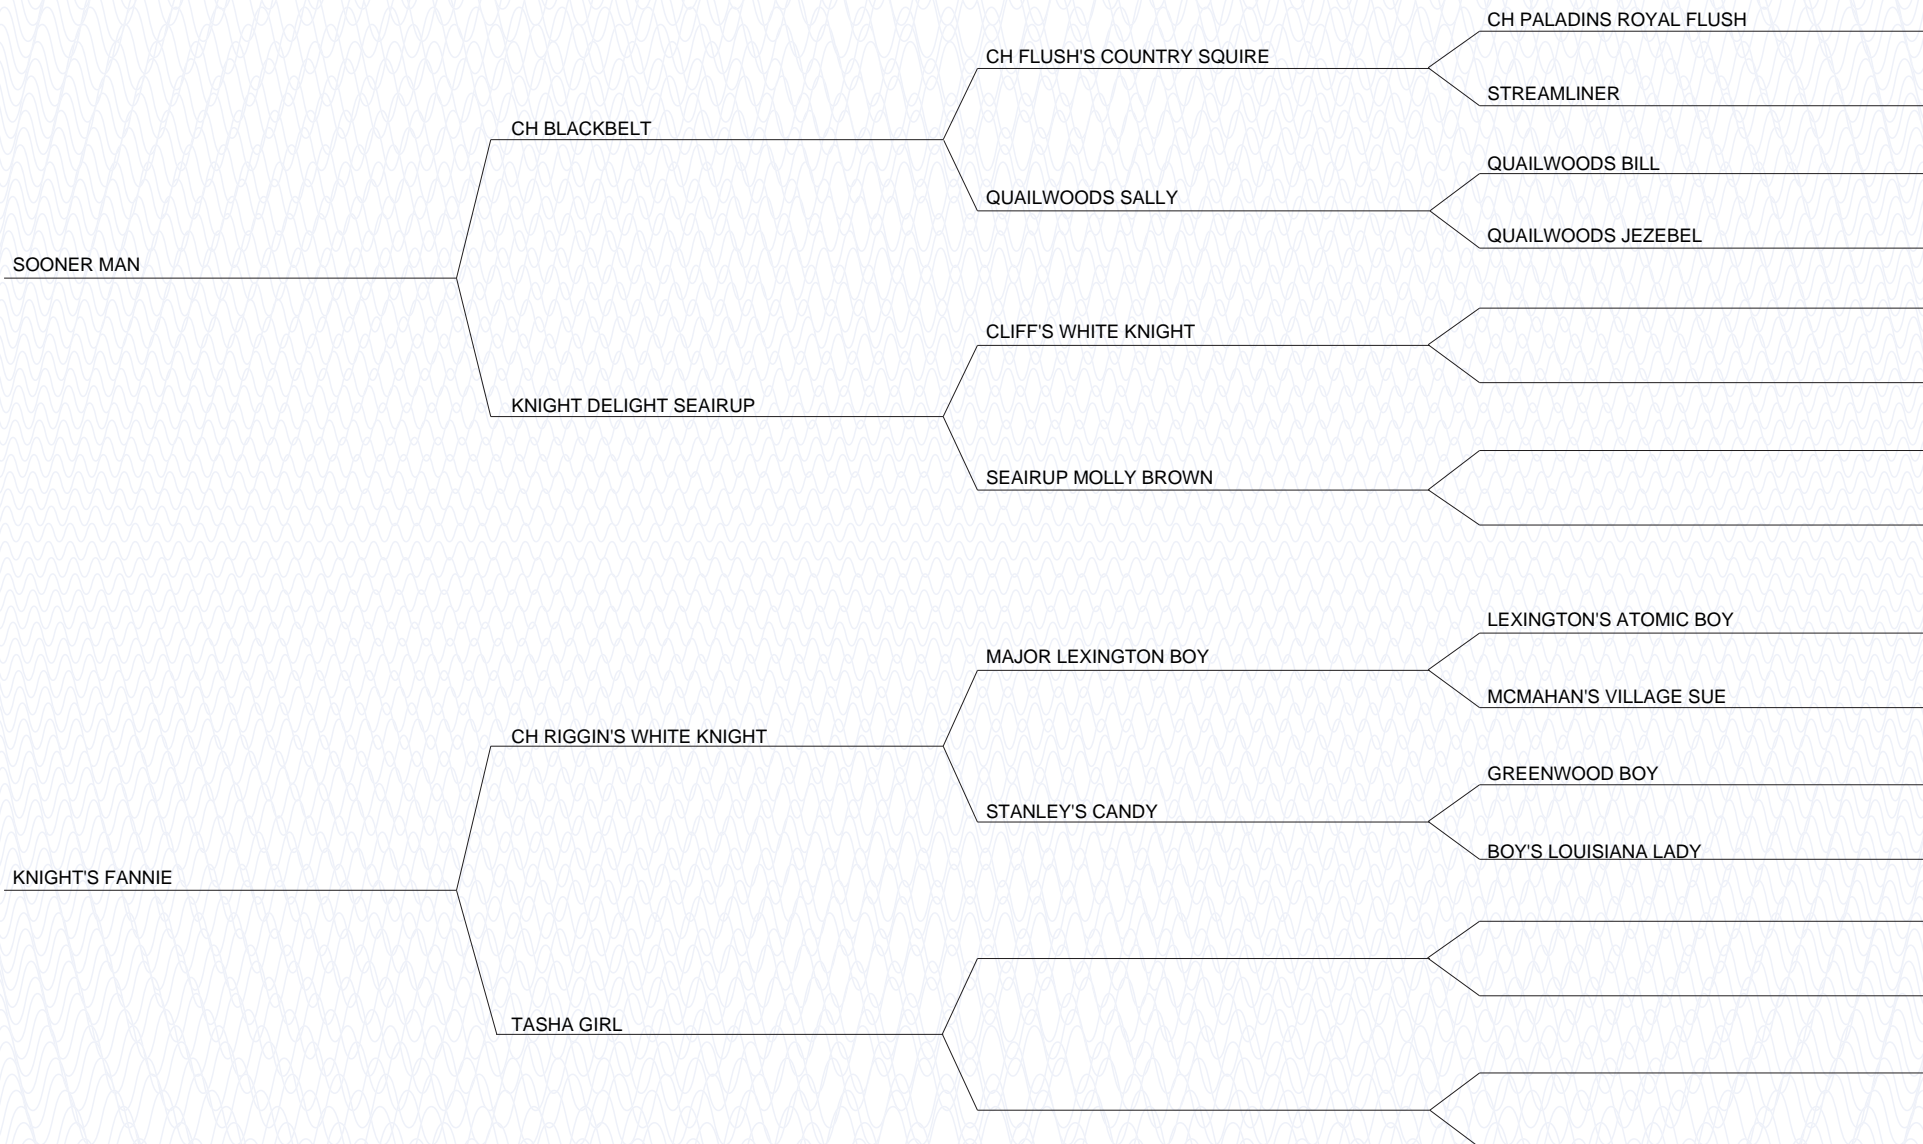 CH PALADINS ROYAL FLUSH
CH FLUSH'S COUNTRY SQUIRE
STREAMLINER
CH BLACKBELT
QUAILWOODS BILL
QUAILWOODS SALLY
QUAILWOODS JEZEBEL
SOONER MAN
CLIFF'S WHITE KNIGHT
KNIGHT DELIGHT SEAIRUP
SEAIRUP MOLLY BROWN
LEXINGTON'S ATOMIC BOY
MAJOR LEXINGTON BOY
MCMAHAN'S VILLAGE SUE
CH RIGGIN'S WHITE KNIGHT
GREENWOOD BOY
STANLEY'S CANDY
BOY'S LOUISIANA LADY
KNIGHT'S FANNIE
TASHA GIRL